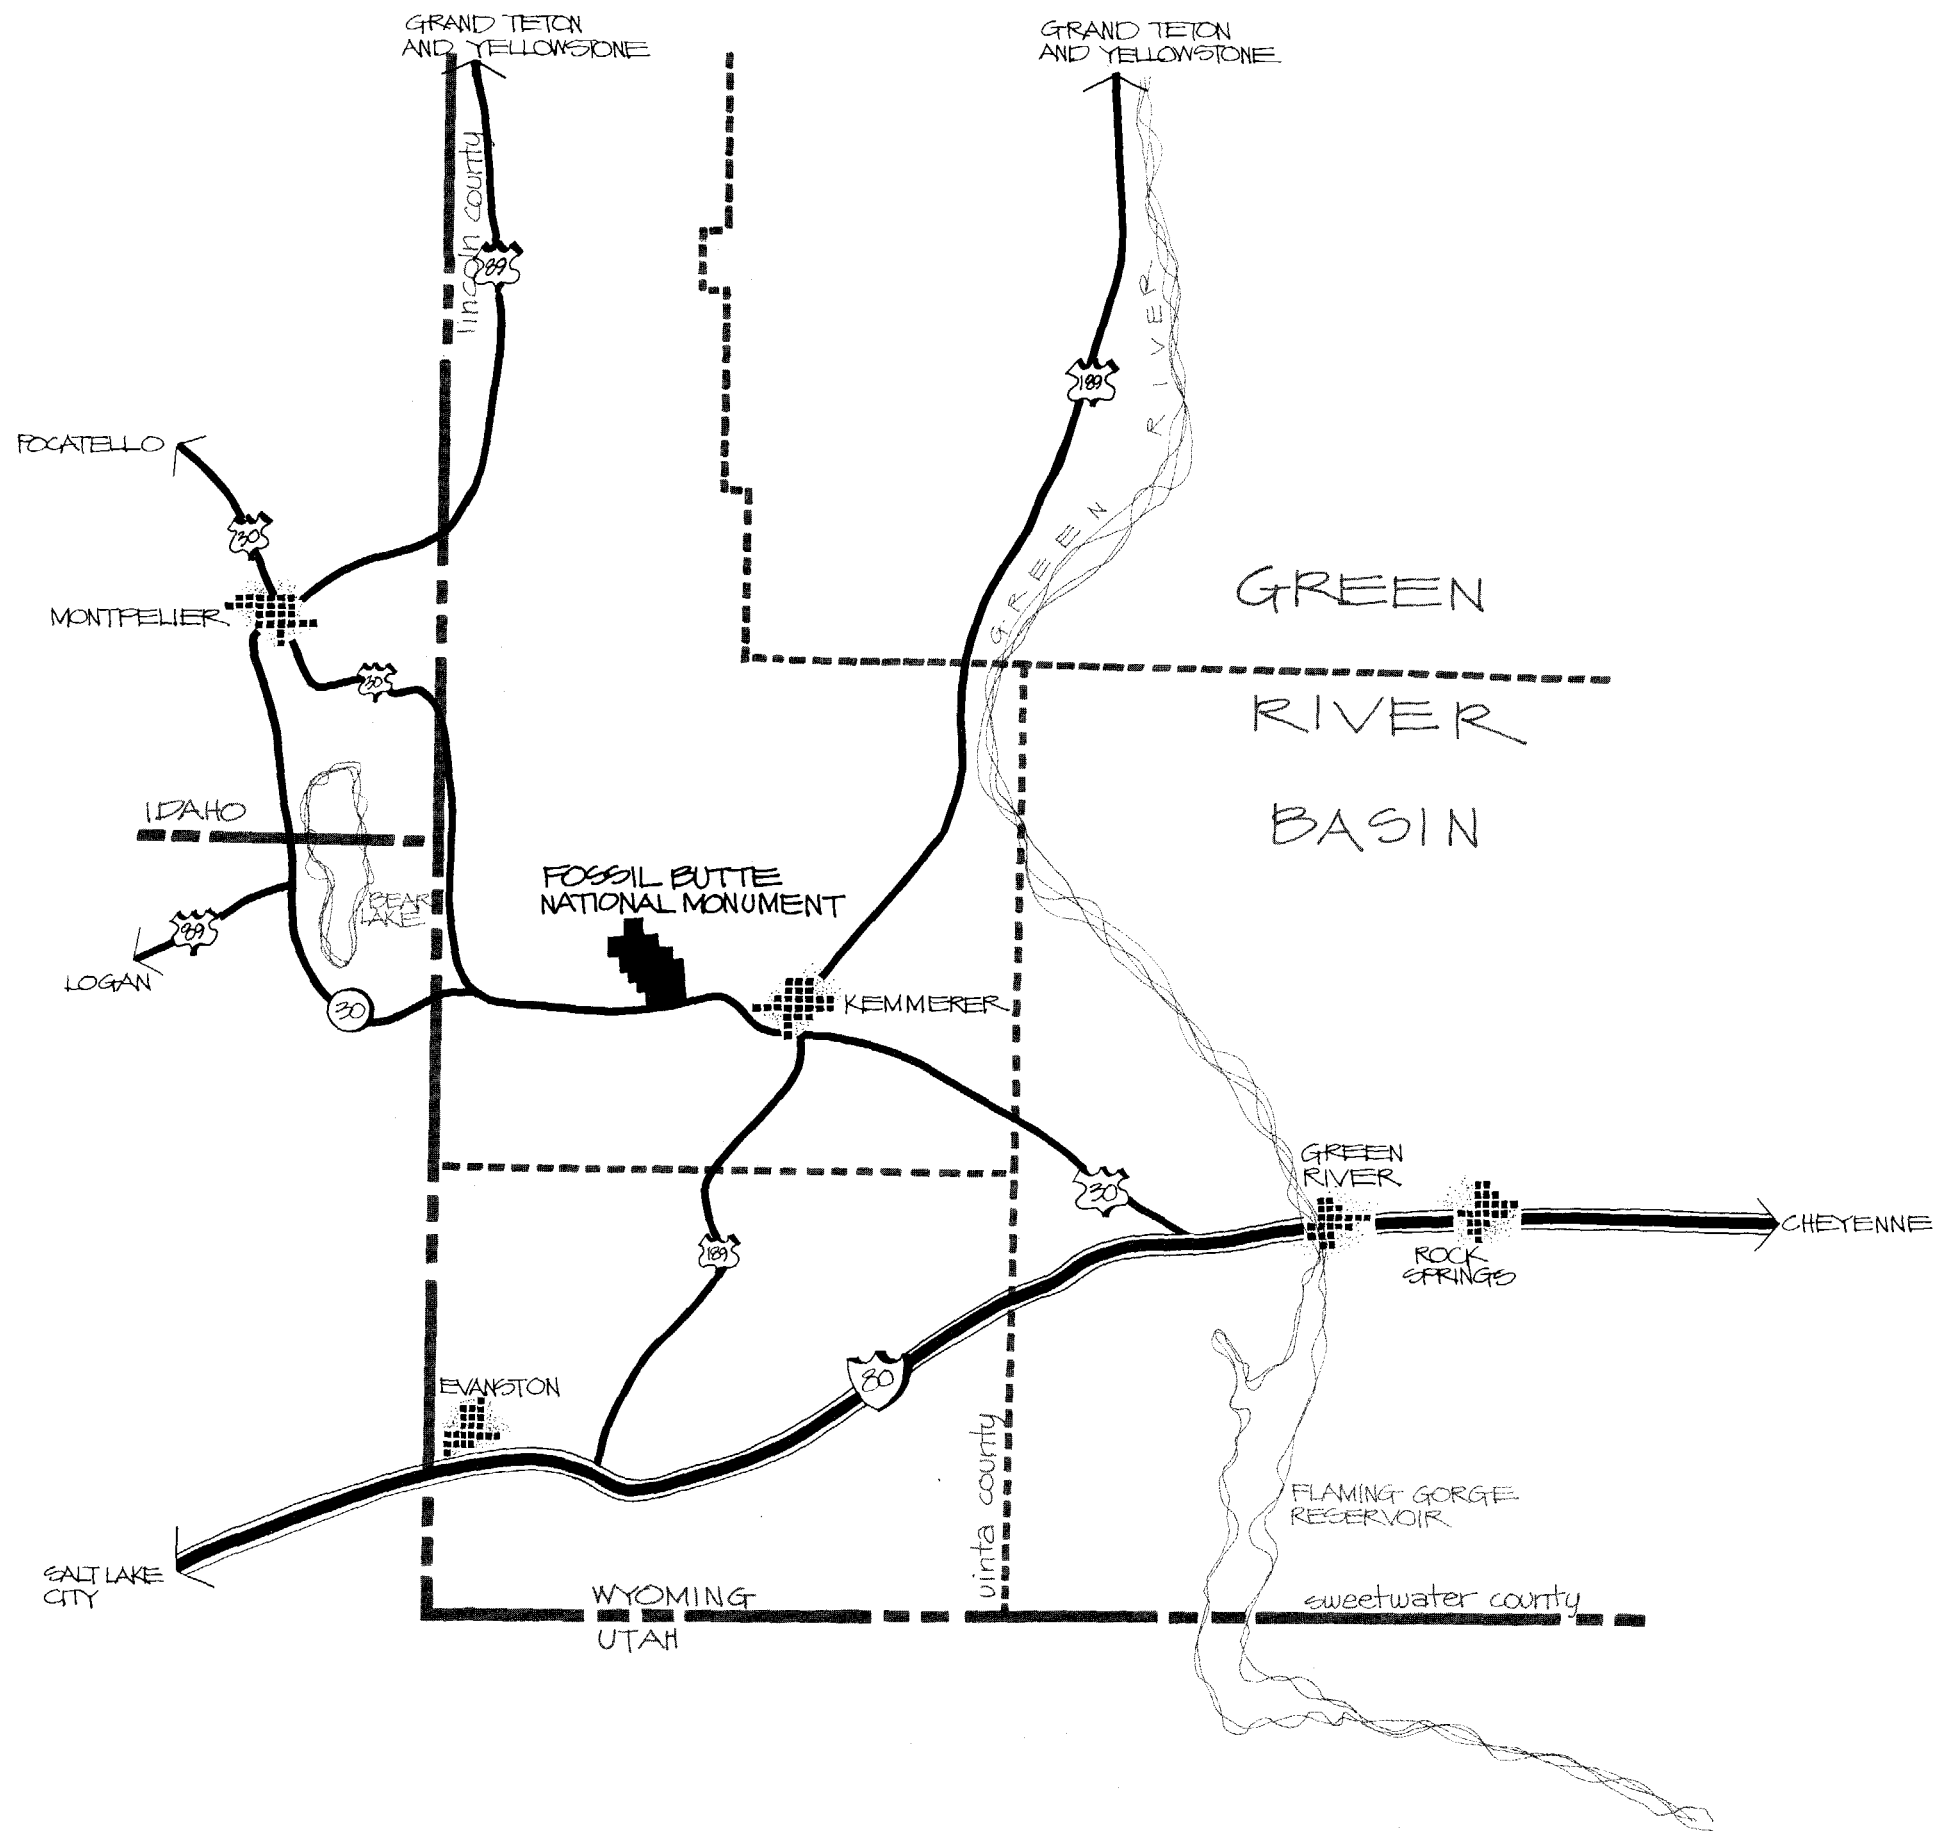 GRAND TETON
AND YELLOWSTONE
GRAND TETON
AND YELLOWSTONE
lincoln county
89
189
GREEN RIVER
POCATELLO
30
MONTPELIER
30
GREEN
RIVER
BASIN
IDAHO
BEAR
LAKE
89
LOGAN
30
FOSSIL BUTTE
NATIONAL MONUMENT
KEMMERER
30
GREEN
RIVER
ROCK
SPRINGS
CHEYENNE
189
80
EVANSTON
uinta county
FLAMING GORGE
RESERVOIR
SALT LAKE
CITY
WYOMING
UTAH
sweetwater county